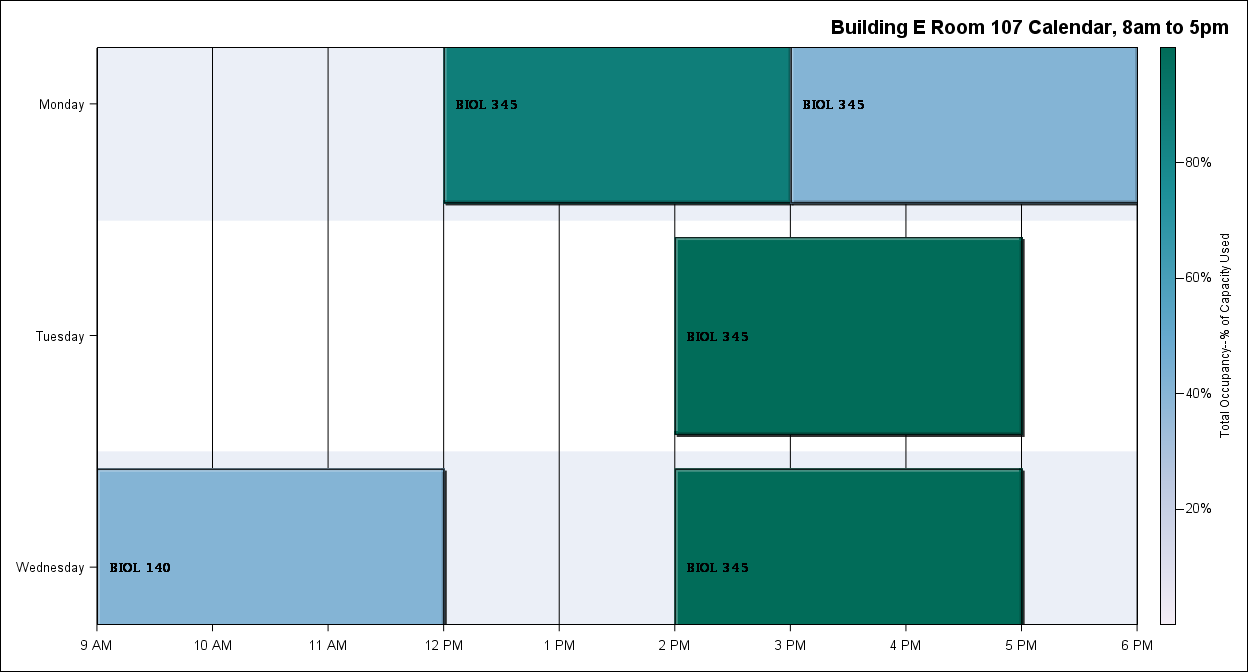 Building E Room 107 Calendar, 8am to 5pm
Monday
BIOL 345
BIOL 345
Tuesday
BIOL 345
Wednesday
BIOL 140
BIOL 345
9 AM 10 AM 11 AM 12 PM 1 PM 2 PM 3 PM 4 PM 5 PM 6 PM
80%
60%
40%
20%
Total Occupancy--% of Capacity Used